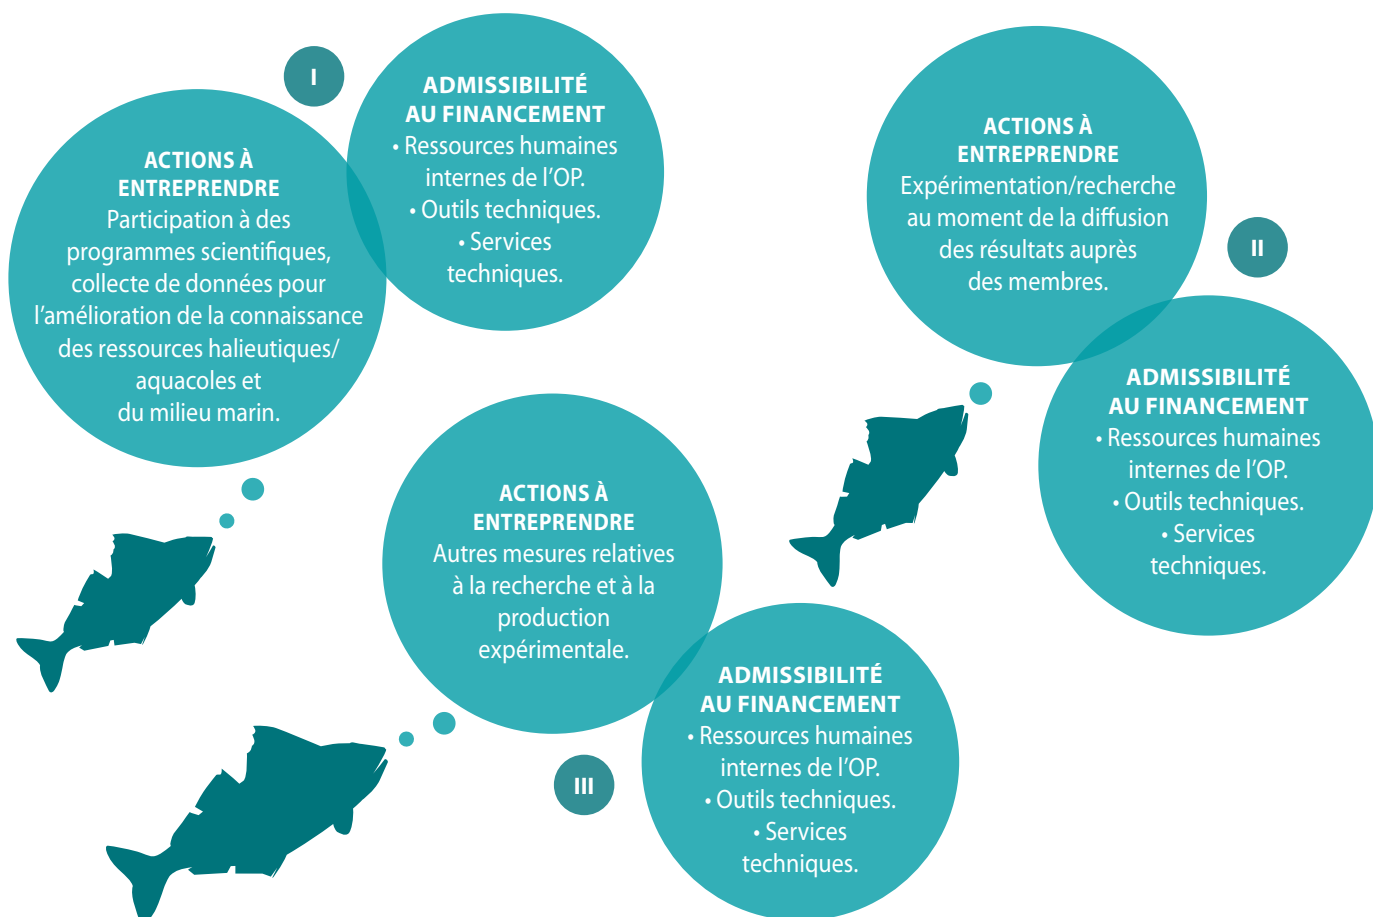 I
ACTIONS À
ENTREPRENDRE
Participation à des
programmes scientifiques,
collecte de données pour
l’amélioration de la connaissance
des ressources halieutiques/
aquacoles et
du milieu marin.
ADMISSIBILITÉ
AU FINANCEMENT
• Ressources humaines
internes de l’OP.
• Outils techniques.
• Services
techniques.
II
ACTIONS À
ENTREPRENDRE
Expérimentation/recherche
au moment de la diffusion
des résultats auprès
des membres.
ADMISSIBILITÉ
AU FINANCEMENT
• Ressources humaines
internes de l’OP.
• Outils techniques.
• Services
techniques.
III
ACTIONS À
ENTREPRENDRE
Autres mesures relatives
à la recherche et à la
production
expérimentale.
ADMISSIBILITÉ
AU FINANCEMENT
• Ressources humaines
internes de l’OP.
• Outils techniques.
• Services
techniques.